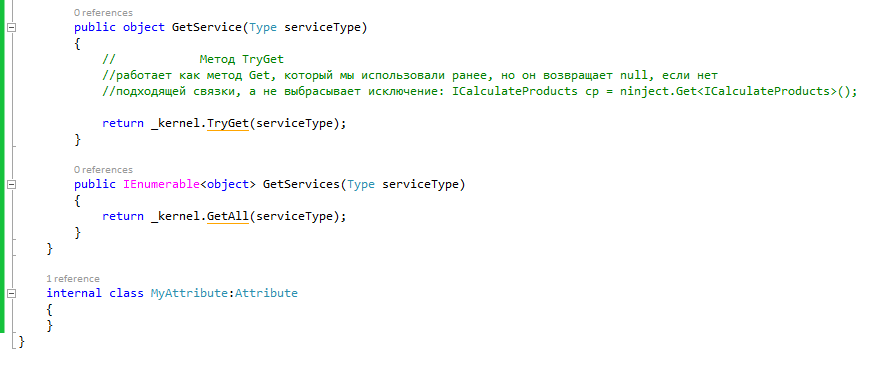 0 references
public object GetService(Type serviceType)
{
// Метод TryGet
//работает как метод Get, который мы использовали ранее, но он возвращает null, если нет
//подходящей связки, а не выбрасывает исключение: ICalculateProducts cp = ninject.Get<ICalculateProducts>();
return _kernel.TryGet(serviceType);
}
0 references
public IEnumerable<object> GetServices(Type serviceType)
{
return _kernel.GetAll(serviceType);
}
}
1 reference
internal class MyAttribute:Attribute
{
}
}